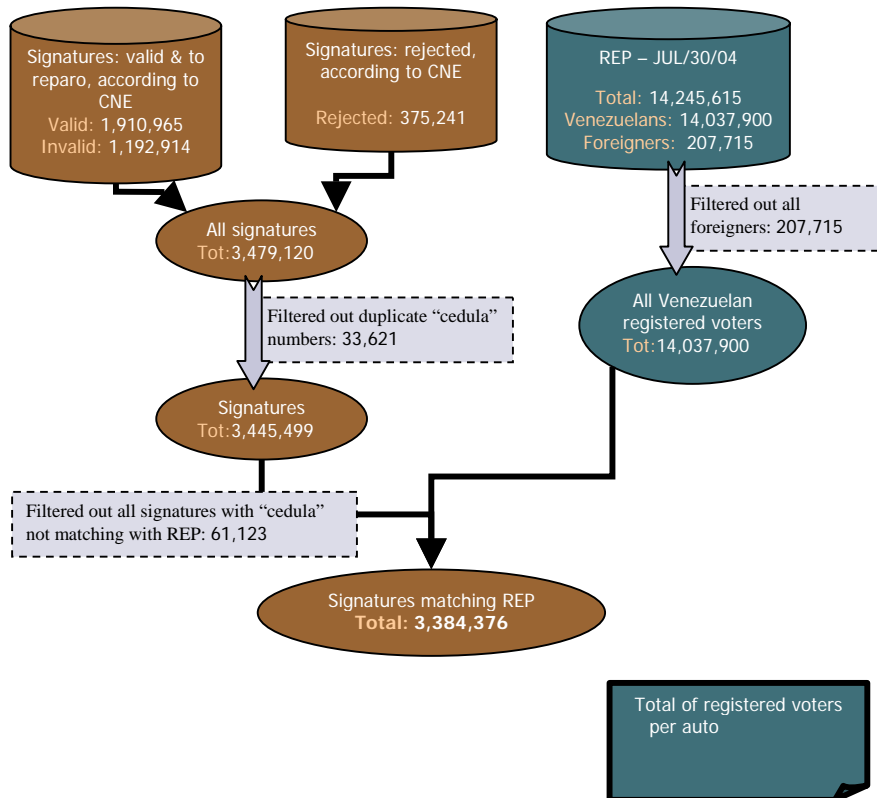 Signatures: valid & to
reparo, according to
CNE
Valid: 1,910,965
Invalid: 1,192,914
Signatures: rejected,
according to CNE
Rejected: 375,241
REP – JUL/30/04
Total: 14,245,615
Venezuelans: 14,037,900
Foreigners: 207,715
All signatures
Tot:3,479,120
Filtered out all
foreigners: 207,715
Filtered out duplicate “cedula”
numbers: 33,621
All Venezuelan
registered voters
Tot:14,037,900
Signatures
Tot:3,445,499
Filtered out all signatures with “cedula”
not matching with REP: 61,123
Signatures matching REP
Total: 3,384,376
Total of registered voters
per auto